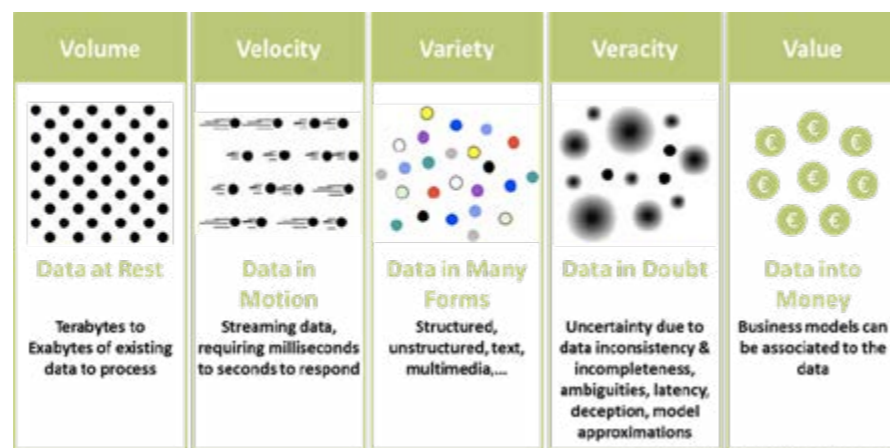 Volume
Velocity
Variety
Veracity
Value
€
€
€
€
€
€
€
€
Data at Rest
Terabytes to
Exabytes of existing
data to process
Data in
Motion
Streaming data,
requiring milliseconds
to seconds to respond
Data in Many
Forms
Structured,
unstructured, text,
multimedia,...
Data in Doubt
Uncertainty due to
data inconsistency &
incompleteness,
ambiguities, latency,
deception, model
approximations
Data into
Money
Business models can
be associated to the
data